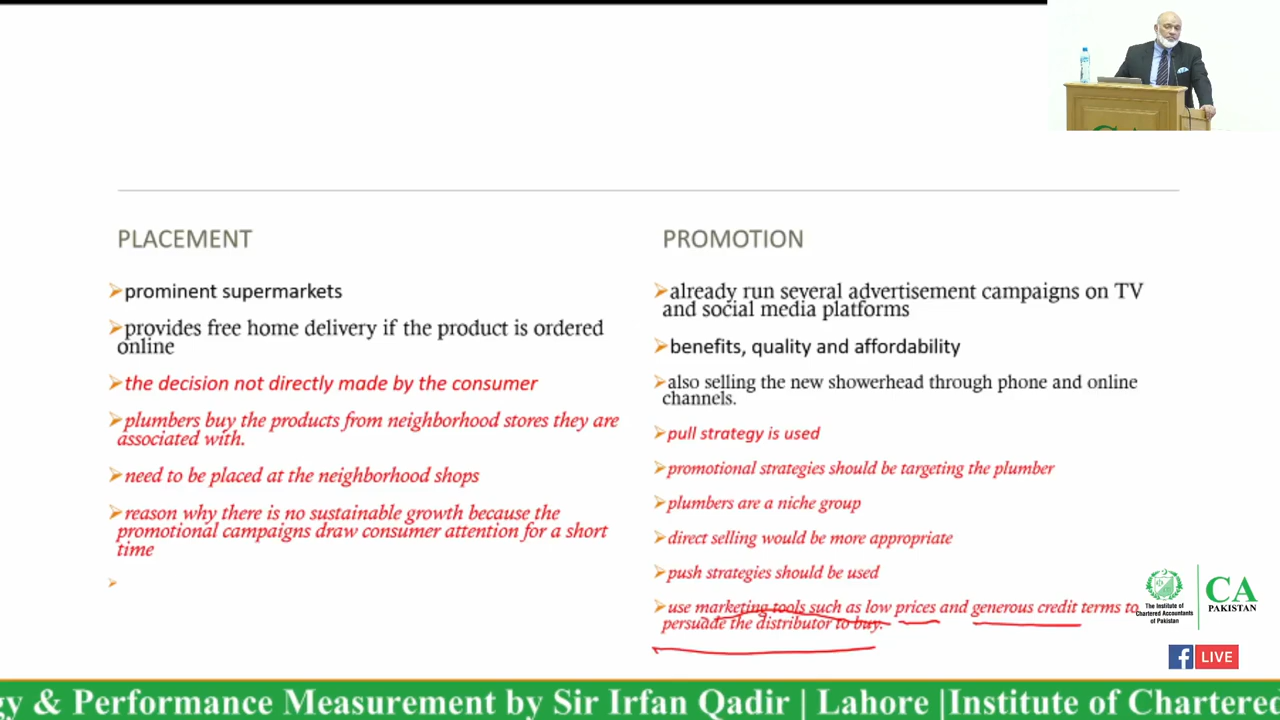 PLACEMENT
prominent supermarkets
provides free home delivery if the product is ordered
online
the decision not directly made by the consumer
plumbers buy the products from neighborhood stores they are
associated with.
need to be placed at the neighborhood shops
reason why there is no sustainable growth because the
promotional campaigns draw consumer attention for a short
time
PROMOTION
already run several advertisement campaigns on TV
and social media platforms
benefits, quality and affordability
also selling the new showerhead through phone and online
channels.
pull strategy is used
promotional strategies should be targeting the plumber
plumbers are a niche group
direct selling would be more appropriate
push strategies should be used
use marketing tools such as low prices and generous credit terms to
persuade the distributor to buy.
The Institute of
Chartered Accountants
of Pakistan
CA
PAKISTAN
f LIVE
gy & Performance Measurement by Sir Irfan Qadir | Lahore |Institute of Chartered